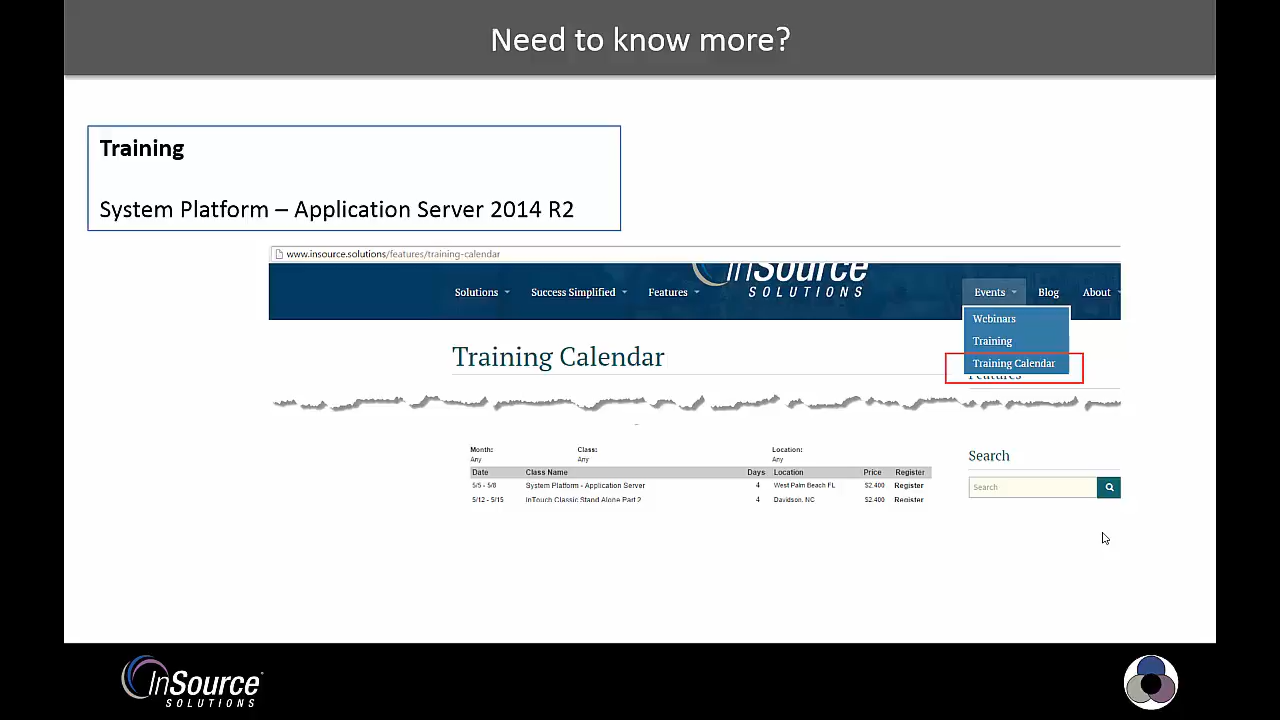 Need to know more?
Training
System Platform – Application Server 2014 R2
www.insource.solutions/features/training-calendar
InSource
SOLUTIONS
Solutions Success Simplified Features Events Blog About
Webinars
Training
Training Calendar
Training Calendar
Features
Month: Class: Location:
Any Any Any
Date Class Name Days Location Price Register
5/5 - 5/8 System Platform - Application Server 4 West Palm Beach FL $2,400 Register
5/12 - 5/15 InTouch Classic Stand Alone Part 2 4 Davidson, NC $2,400 Register
Search
Search
InSource
SOLUTIONS